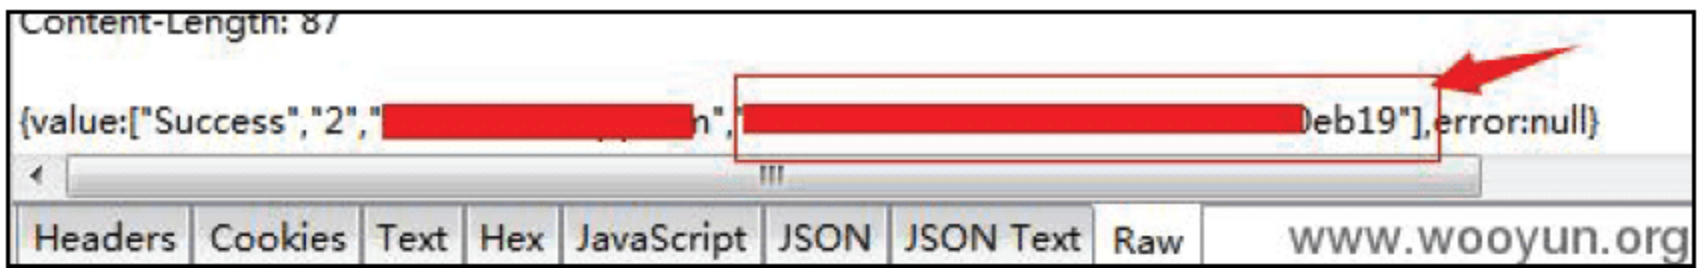 Content-Length: 87
{value:["Success","2","m","0eb19"],error:null}
Headers Cookies Text Hex JavaScript JSON JSON Text Raw www.wooyun.org